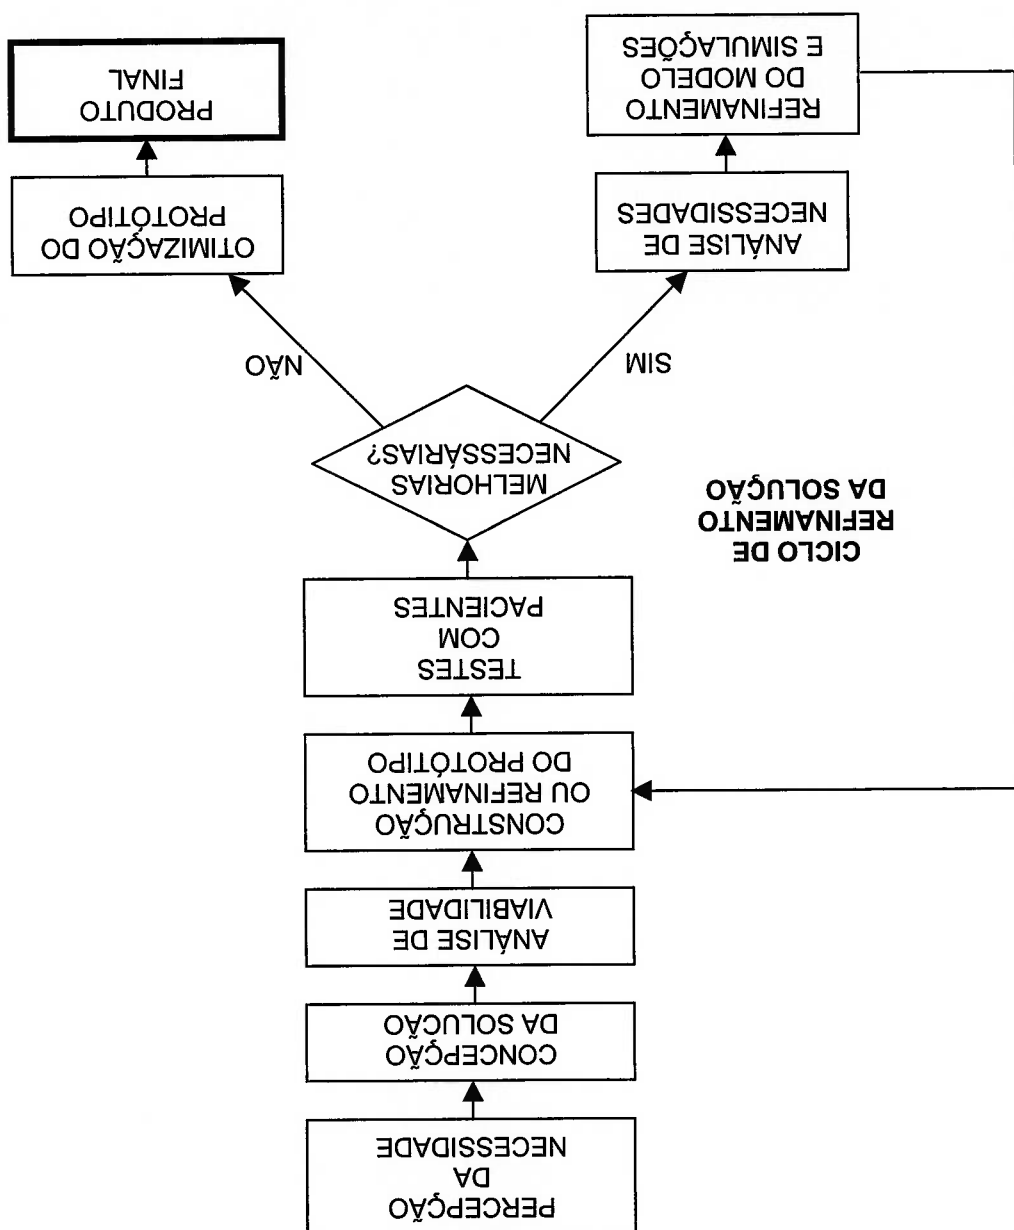 PERCEPÇÃO
DA
NECESSIDADE
CONCEPÇÃO
DA SOLUÇÃO
ANÁLISE DE
VIABILIDADE
CONSTRUÇÃO
OU REFINAMENTO
DO PROTÓTIPO
TESTES
COM
PACIENTES
CICLO DE
REFINAMENTO
DA SOLUÇÃO
MELHORIAS
NECESSÁRIAS?
SIM
NÃO
ANÁLISE DE
NECESSIDADES
REFINAMENTO
DO MODELO
E SIMULAÇÕES
OTIMIZAÇÃO DO
PROTÓTIPO
PRODUTO
FINAL